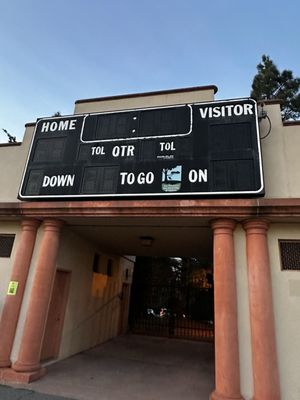 HOME VISITOR
TOL QTR TOL
DOWN TO GO ON